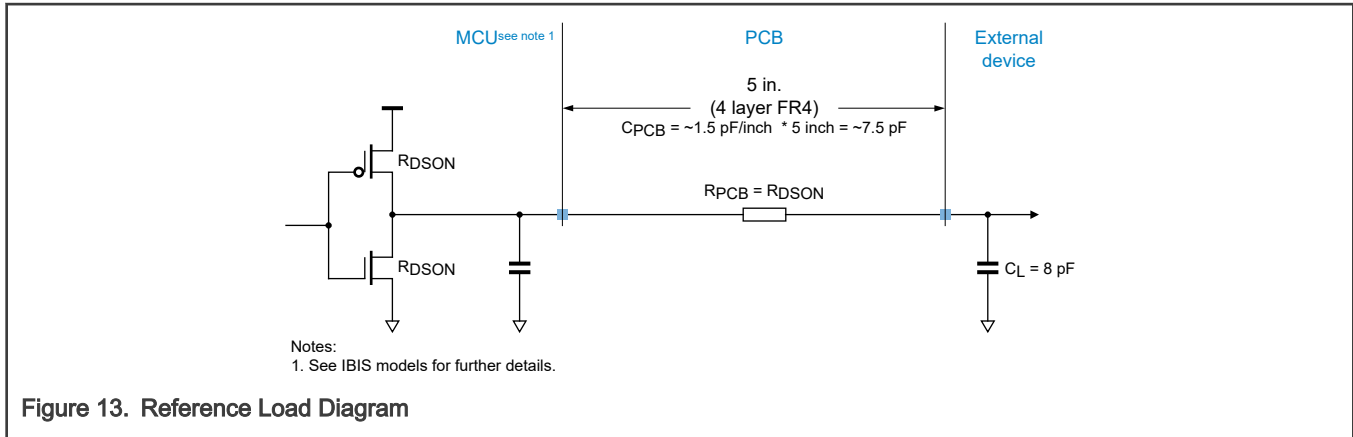 MCUsee note 1
PCB
External
device
5 in.
(4 layer FR4)
CPCB = ~1.5 pF/inch * 5 inch = ~7.5 pF
RDSON
RPCB = RDSON
RDSON
CL = 8 pF
Notes:
1. See IBIS models for further details.
Figure 13. Reference Load Diagram